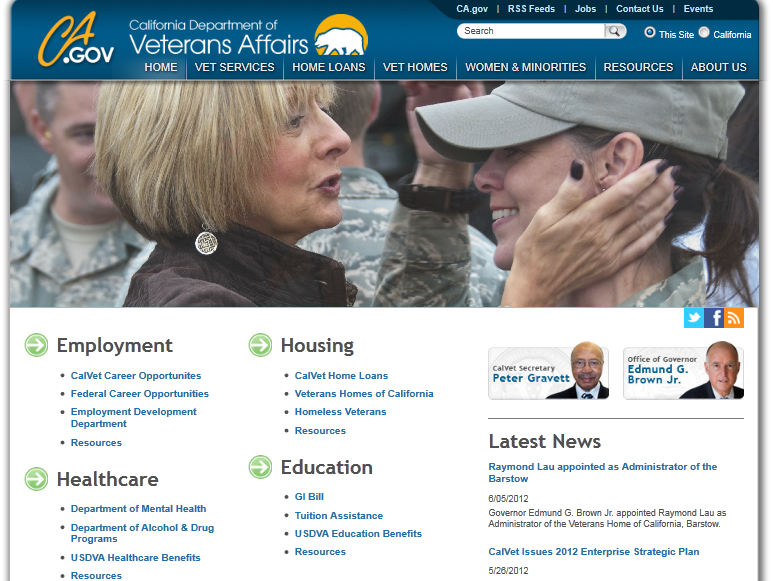 CA.GOV
California Department of
Veterans Affairs
CA.gov | RSS Feeds | Jobs | Contact Us | Events
Search
This Site
California
HOME
VET SERVICES
HOME LOANS
VET HOMES
WOMEN & MINORITIES
RESOURCES
ABOUT US
Employment
CalVet Career Opportunites
Federal Career Opportunities
Employment Development
Department
Resources
Healthcare
Department of Mental Health
Department of Alcohol & Drug
Programs
USDVA Healthcare Benefits
Resources
Housing
CalVet Home Loans
Veterans Homes of California
Homeless Veterans
Resources
Education
GI Bill
Tuition Assistance
USDVA Education Benefits
Resources
CalVet Secretary
Peter Gravett
Office of Governor
Edmund G.
Brown Jr.
Latest News
Raymond Lau appointed as Administrator of the
Barstow
6/05/2012
Governor Edmund G. Brown Jr. appointed Raymond Lau as
Administrator of the Veterans Home of California, Barstow.
CalVet Issues 2012 Enterprise Strategic Plan
5/26/2012